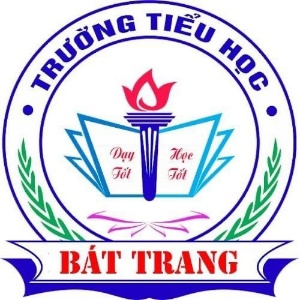 TRƯỜNG TIỂU HỌC
Dạy Học
Tốt Tốt
BÁT TRANG